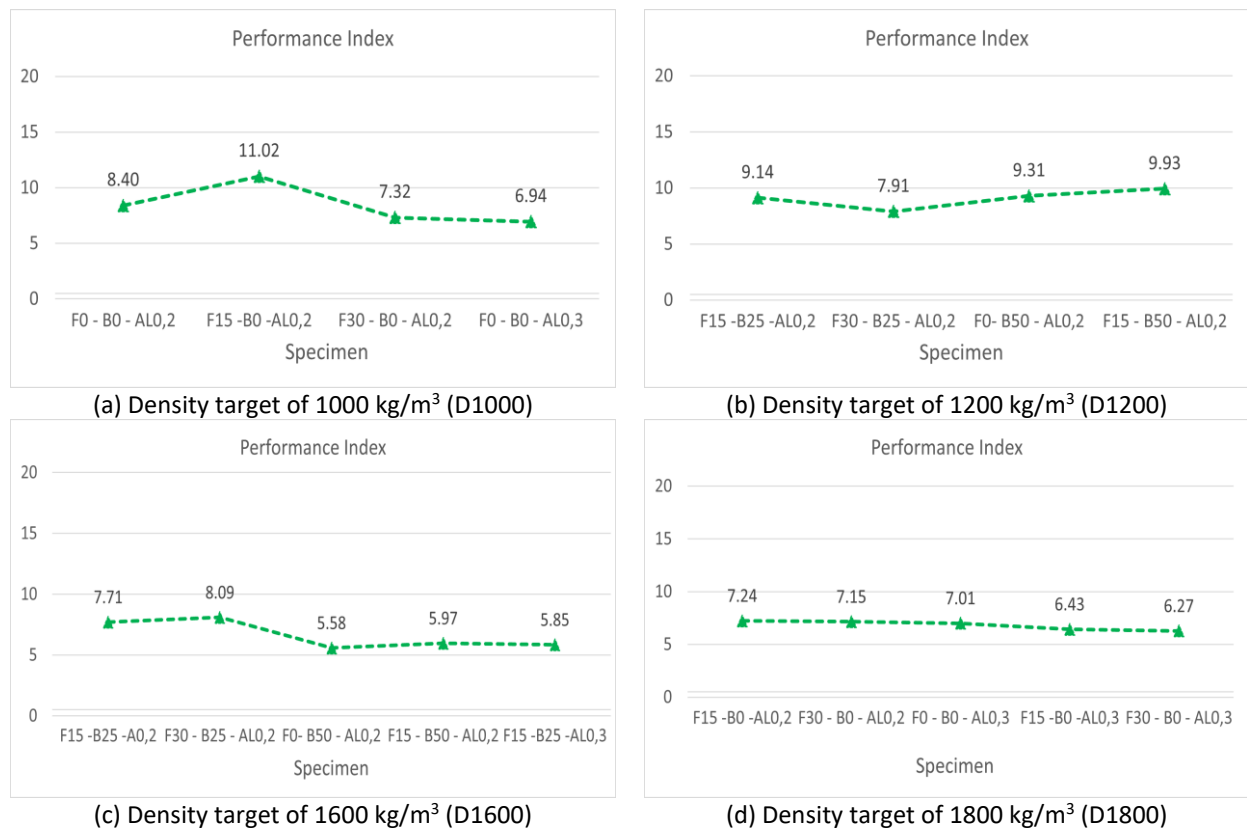 Performance Index
20
15
10
5
0
8.40
11.02
7.32
6.94
F0 - B0 - AL0,2 F15 -B0 -AL0,2 F30 - B0 - AL0,2 F0 - B0 - AL0,3
Specimen
(a) Density target of 1000 kg/m³ (D1000)
Performance Index
20
15
10
5
0
9.14
7.91
9.31
9.93
F15 -B25 -AL0,2 F30 - B25 - AL0,2 F0- B50 - AL0,2 F15 - B50 - AL0,2
Specimen
(b) Density target of 1200 kg/m³ (D1200)
Performance Index
20
15
10
5
0
7.71
8.09
5.58
5.97
5.85
F15 -B25 -A0,2 F30 - B25 - AL0,2 F0- B50 - AL0,2 F15 - B50 - AL0,2 F15 -B25 -AL0,3
Specimen
(c) Density target of 1600 kg/m³ (D1600)
Performance Index
20
15
10
5
0
7.24
7.15
7.01
6.43
6.27
F15 -B0 -AL0,2 F30 - B0 - AL0,2 F0 - B0 - AL0,3 F15 -B0 -AL0,3 F30 - B0 - AL0,3
Specimen
(d) Density target of 1800 kg/m³ (D1800)